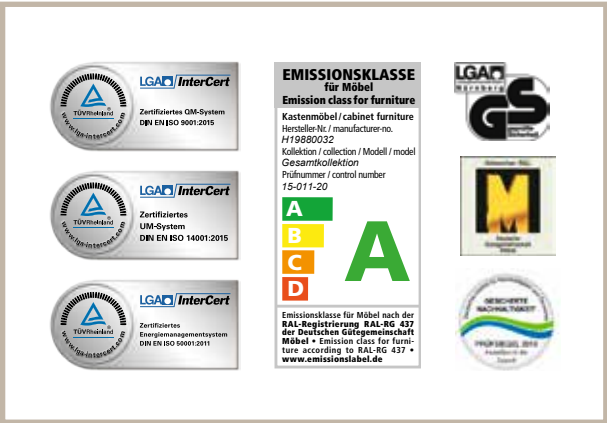 TÜVRheinland
www.lga-intercert.com
LGA InterCert
Zertifiziertes QM-System
DIN EN ISO 9001:2015
TÜVRheinland
www.lga-intercert.com
LGA InterCert
Zertifiziertes
UM-System
DIN EN ISO 14001:2015
TÜVRheinland
www.lga-intercert.com
LGA InterCert
Zertifiziertes
Energiemanagementsystem
DIN EN ISO 50001:2011
EMISSIONSKLASSE
für Möbel
Emission class for furniture
Kastenmöbel / cabinet furniture
Hersteller-Nr. / manufacturer-no.
H19880032
Kollektion / collection / Modell / model
Gesamtkollektion
Prüfnummer / control number
15-011-20
A
B
C
D
A
Emissionsklasse für Möbel nach der
RAL-Registrierung RAL-RG 437
der Deutschen Gütegemeinschaft
Möbel • Emission class for furni-
ture according to RAL-RG 437 •
www.emissionslabel.de
LGA
Nürnberg
GS
M
GESICHERTE
NACHHALTIGKEIT
PRÜFSIEGEL